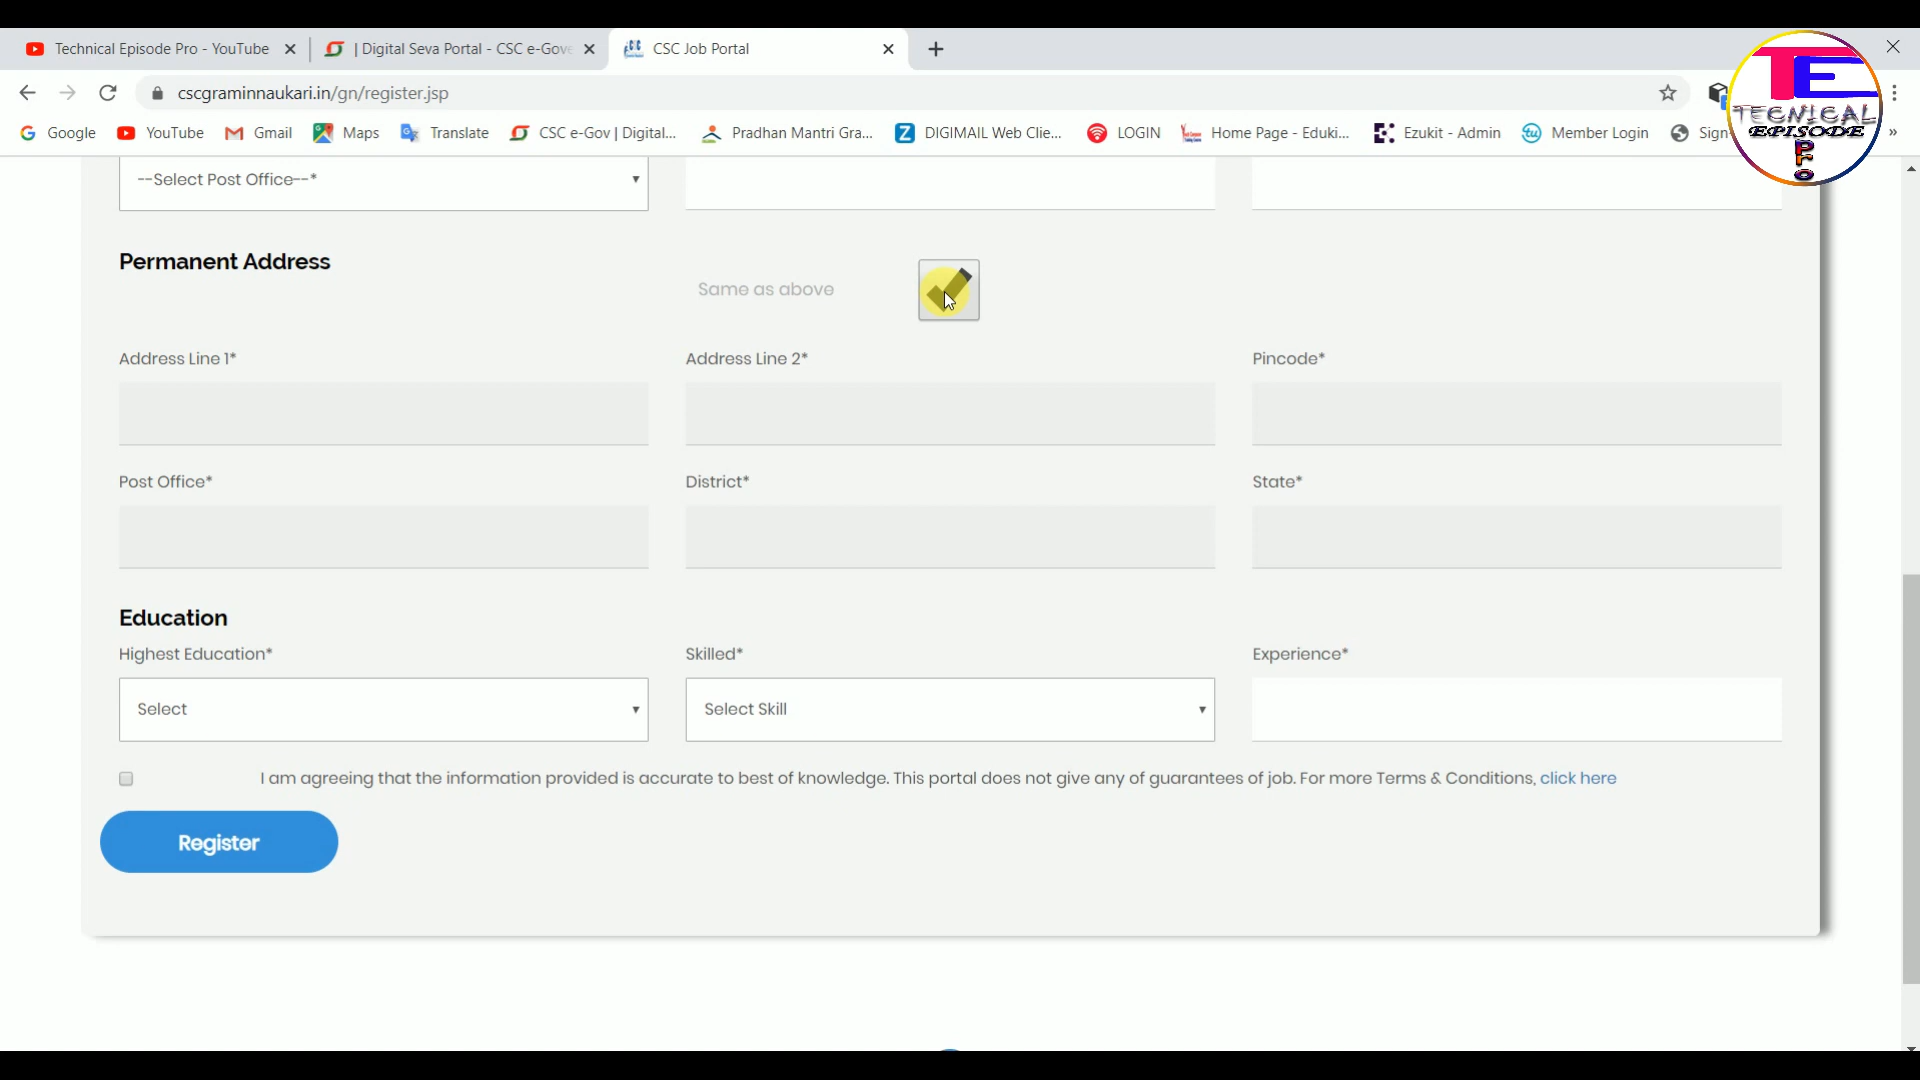 Technical Episode Pro - YouTube
| Digital Seva Portal - CSC e-Gove
CSC Job Portal
cscgraminnaukari.in/gn/register.jsp
Google
YouTube
Gmail
Maps
Translate
CSC e-Gov | Digital...
Pradhan Mantri Gra...
DIGIMAIL Web Clie...
LOGIN
Home Page - Eduki...
Ezukit - Admin
Member Login
Sign
»
TE
TECNICAL
EPISODE
Pro
--Select Post Office--*
Permanent Address
Same as above
Address Line 1*
Address Line 2*
Pincode*
Post Office*
District*
State*
Education
Highest Education*
Skilled*
Experience*
Select
Select Skill
I am agreeing that the information provided is accurate to best of knowledge. This portal does not give any of guarantees of job. For more Terms & Conditions, click here
Register